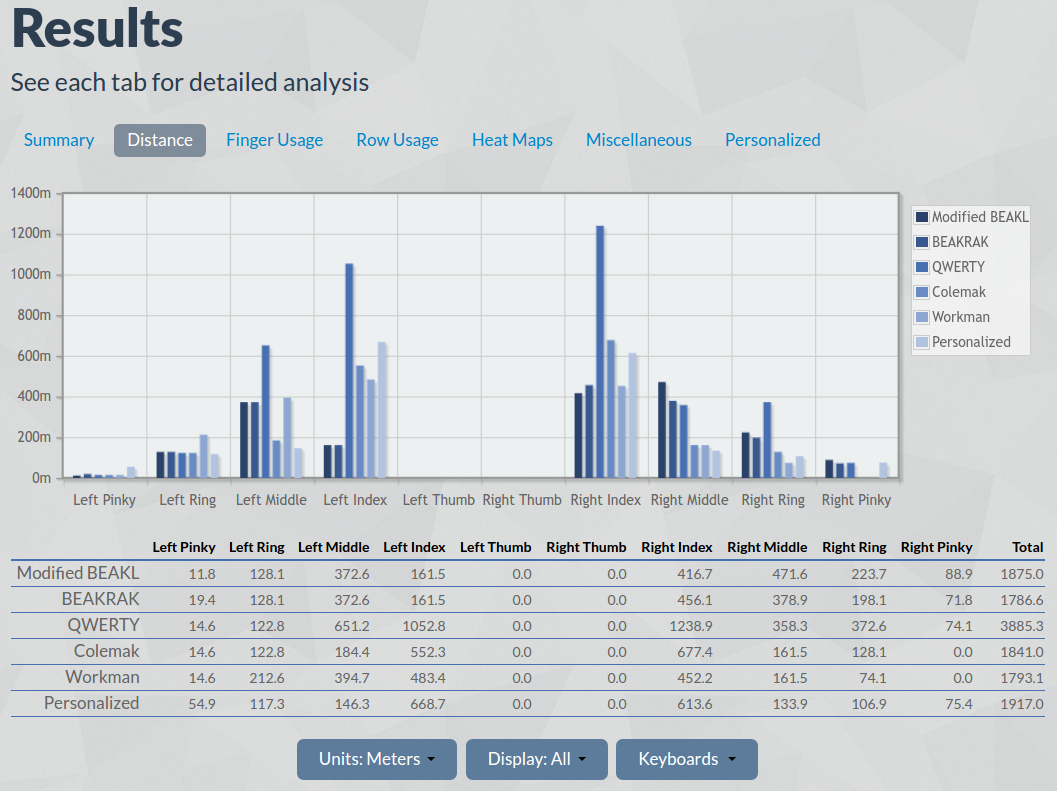 Results
See each tab for detailed analysis
Summary Distance Finger Usage Row Usage Heat Maps Miscellaneous Personalized
1400m
1200m
1000m
800m
600m
400m
200m
0m
Left Pinky Left Ring Left Middle Left Index Left Thumb Right Thumb Right Index Right Middle Right Ring Right Pinky
Modified BEAKL
BEAKRAK
QWERTY
Colemak
Workman
Personalized
Left Pinky Left Ring Left Middle Left Index Left Thumb Right Thumb Right Index Right Middle Right Ring Right Pinky Total
Modified BEAKL 11.8 128.1 372.6 161.5 0.0 0.0 416.7 471.6 223.7 88.9 1875.0
BEAKRAK 19.4 128.1 372.6 161.5 0.0 0.0 456.1 378.9 198.1 71.8 1786.6
QWERTY 14.6 122.8 651.2 1052.8 0.0 0.0 1238.9 358.3 372.6 74.1 3885.3
Colemak 14.6 122.8 184.4 552.3 0.0 0.0 677.4 161.5 128.1 0.0 1841.0
Workman 14.6 212.6 394.7 483.4 0.0 0.0 452.2 161.5 74.1 0.0 1793.1
Personalized 54.9 117.3 146.3 668.7 0.0 0.0 613.6 133.9 106.9 75.4 1917.0
Units: Meters Display: All Keyboards